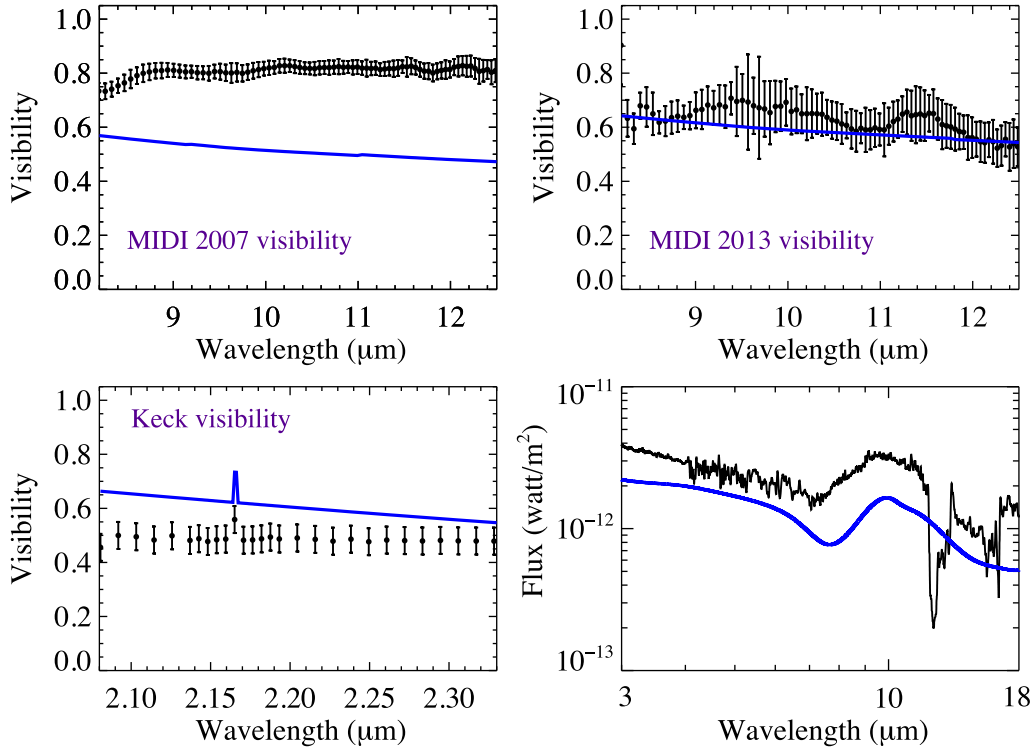 1.0
0.8
0.6
0.4
0.2
0.0
Visibility
MIDI 2007 visibility
9 10 11 12
Wavelength (µm)
1.0
0.8
0.6
0.4
0.2
0.0
Visibility
MIDI 2013 visibility
9 10 11 12
Wavelength (µm)
1.0
0.8
0.6
0.4
0.2
0.0
Visibility
Keck visibility
2.10 2.15 2.20 2.25 2.30
Wavelength (µm)
10⁻¹¹
10⁻¹²
10⁻¹³
Flux (watt/m²)
3 10 18
Wavelength (µm)